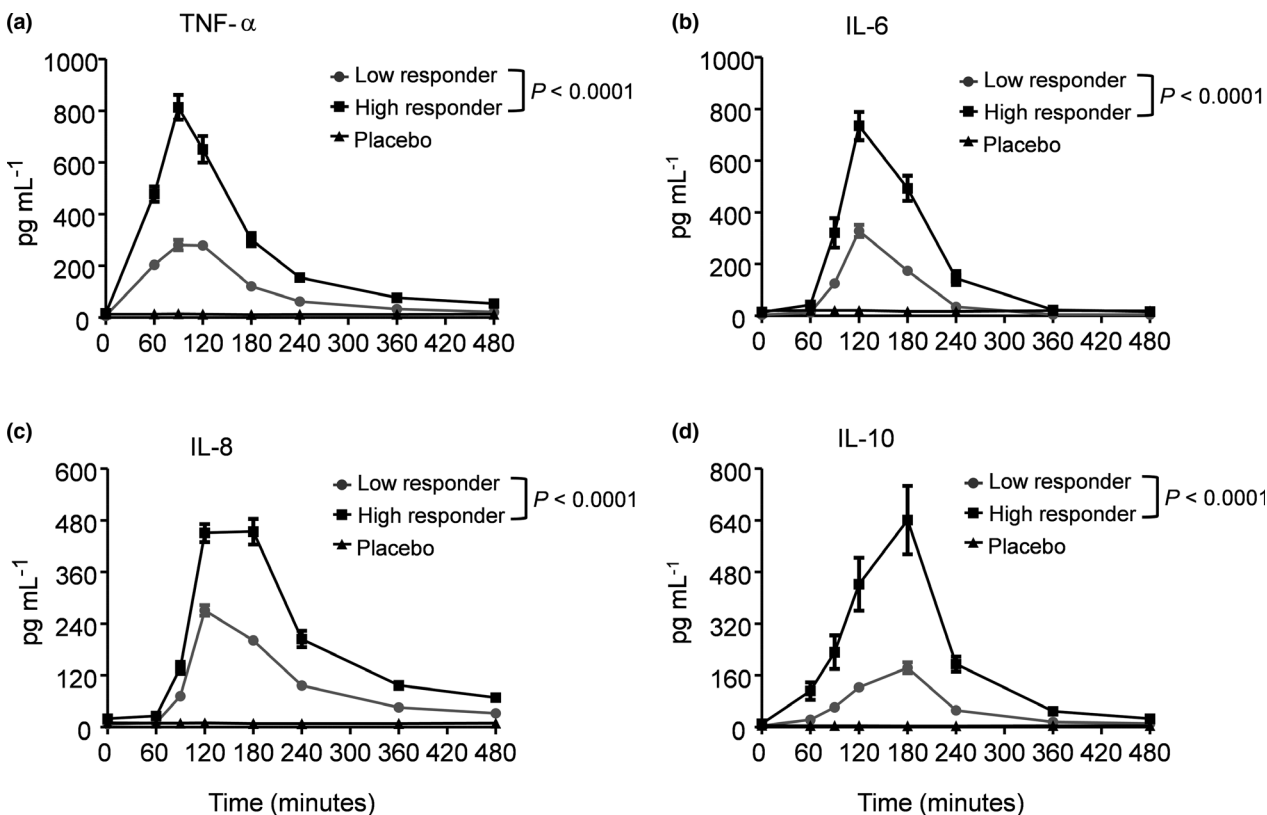 (a) TNF- α
1000
800
600
400
200
0
pg mL⁻¹
0 60 120 180 240 300 360 420 480
Low responder
High responder
Placebo
P < 0.0001
(b) IL-6
1000
800
600
400
200
0
pg mL⁻¹
0 60 120 180 240 300 360 420 480
Low responder
High responder
Placebo
P < 0.0001
(c) IL-8
600
480
360
240
120
0
pg mL⁻¹
0 60 120 180 240 300 360 420 480
Time (minutes)
Low responder
High responder
Placebo
P < 0.0001
(d) IL-10
800
640
480
320
160
0
pg mL⁻¹
0 60 120 180 240 300 360 420 480
Time (minutes)
Low responder
High responder
Placebo
P < 0.0001